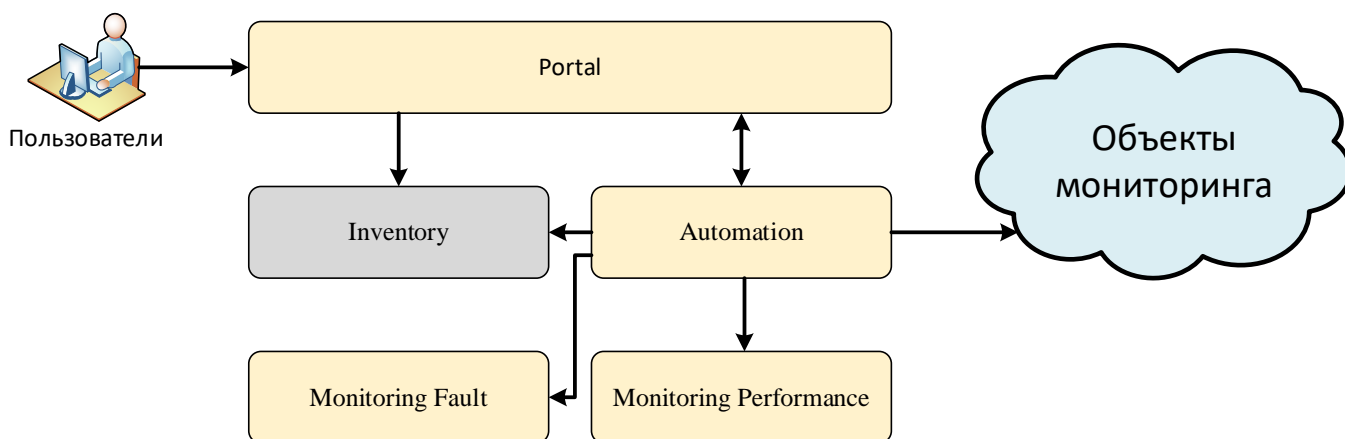 Portal
Пользователи
Объекты
мониторинга
Inventory
Automation
Monitoring Fault
Monitoring Performance